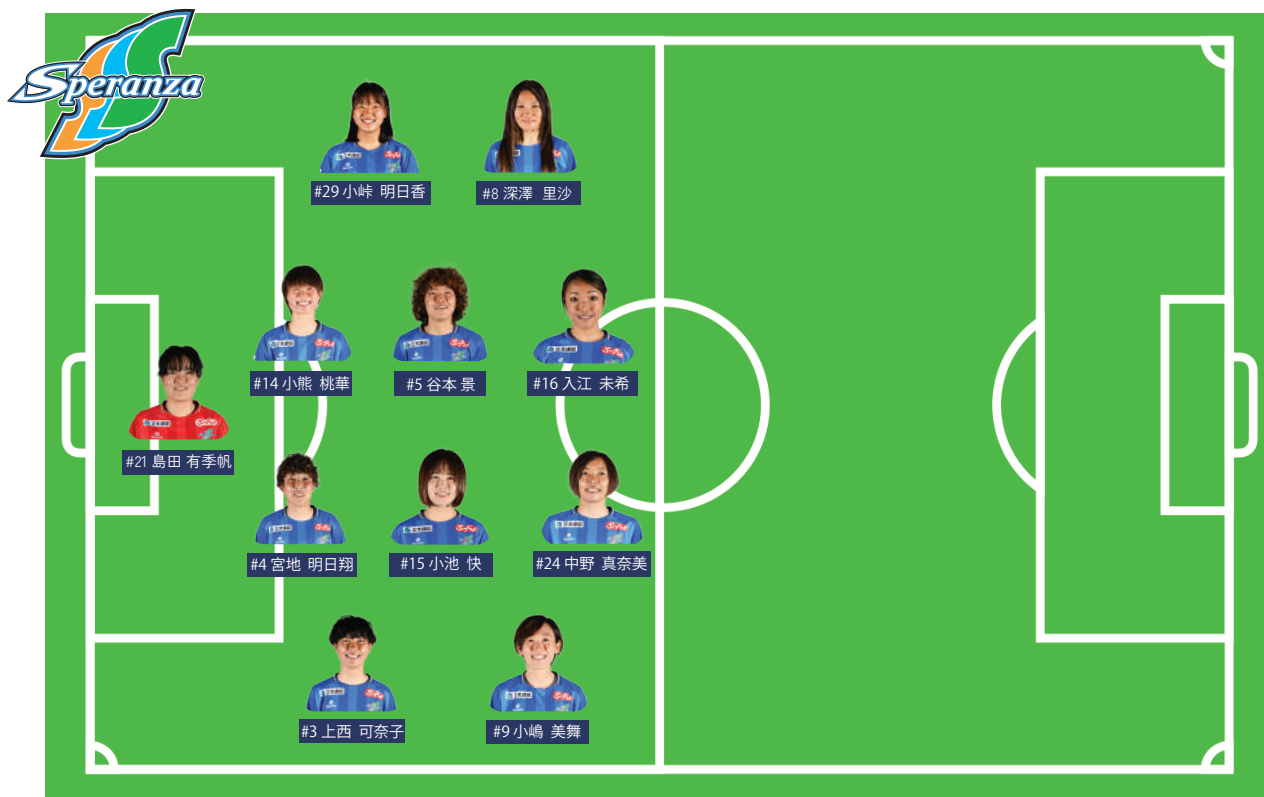 Speranza
#29 小峠 明日香
#8 深澤 里沙
#14 小熊 桃華
#5 谷本 景
#16 入江 未希
#21 島田 有季帆
#4 宮地 明日翔
#15 小池 快
#24 中野 真奈美
#3 上西 可奈子
#9 小嶋 美舞